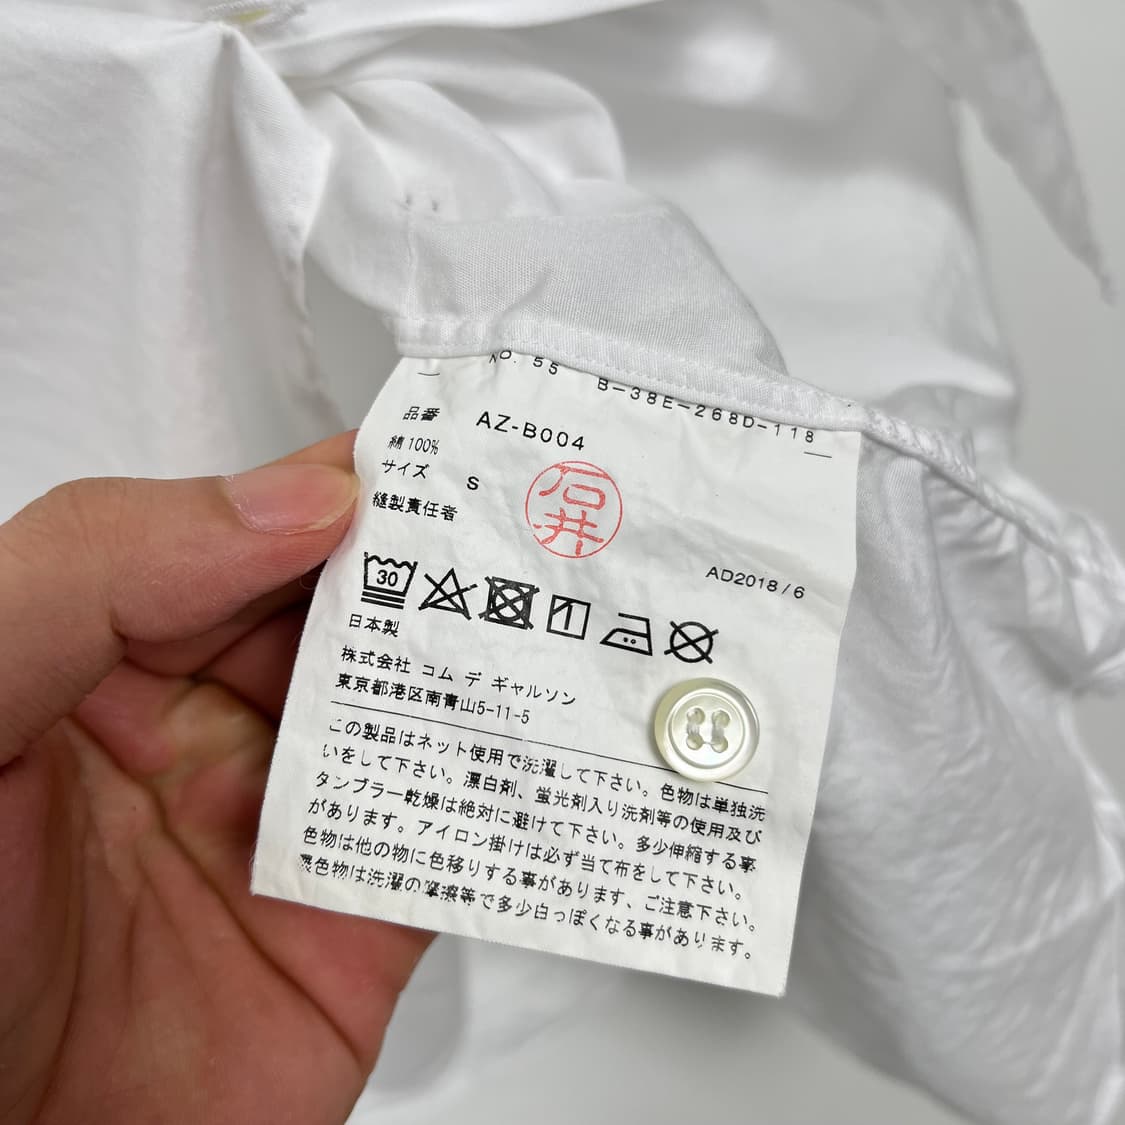 NO. 55 B-38E-268D-118
品番 AZ-B004
綿 100%
サイズ S
縫製責任者
石井
AD2018/6
30
日本製
株式会社 コム デ ギャルソン
東京都港区南青山5-11-5
この製品はネット使用で洗濯して下さい。色物は単独洗
いをして下さい。漂白剤、蛍光剤入り洗剤等の使用及び
タンブラー乾燥は絶対に避けて下さい。多少伸縮する事
があります。アイロン掛けは必ず当て布をして下さい。
色物は他の物に色移りする事があります、ご注意下さい。
濃色物は洗濯の摩擦等で多少白っぽくなる事があります。